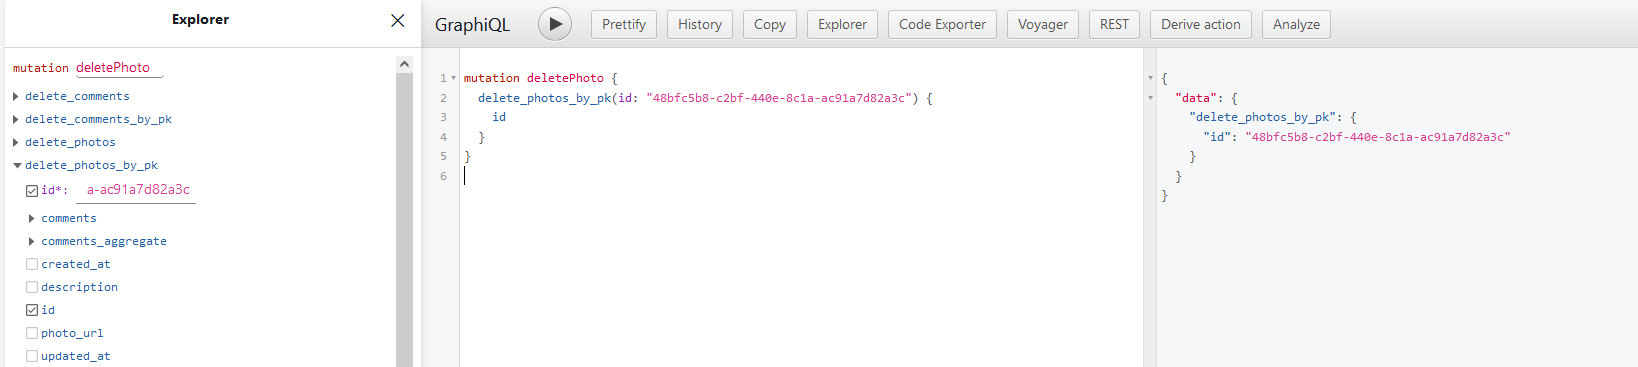 Explorer
mutation deletePhoto
delete_comments
delete_comments_by_pk
delete_photos
delete_photos_by_pk
id*: a-ac91a7d82a3c
comments
comments_aggregate
created_at
description
id
photo_url
updated_at
GraphiQL Prettify History Copy Explorer Code Exporter Voyager REST Derive action Analyze
1 mutation deletePhoto {
2 delete_photos_by_pk(id: "48bfc5b8-c2bf-440e-8c1a-ac91a7d82a3c") {
3 id
4 }
5 }
6
{
"data": {
"delete_photos_by_pk": {
"id": "48bfc5b8-c2bf-440e-8c1a-ac91a7d82a3c"
}
}
}